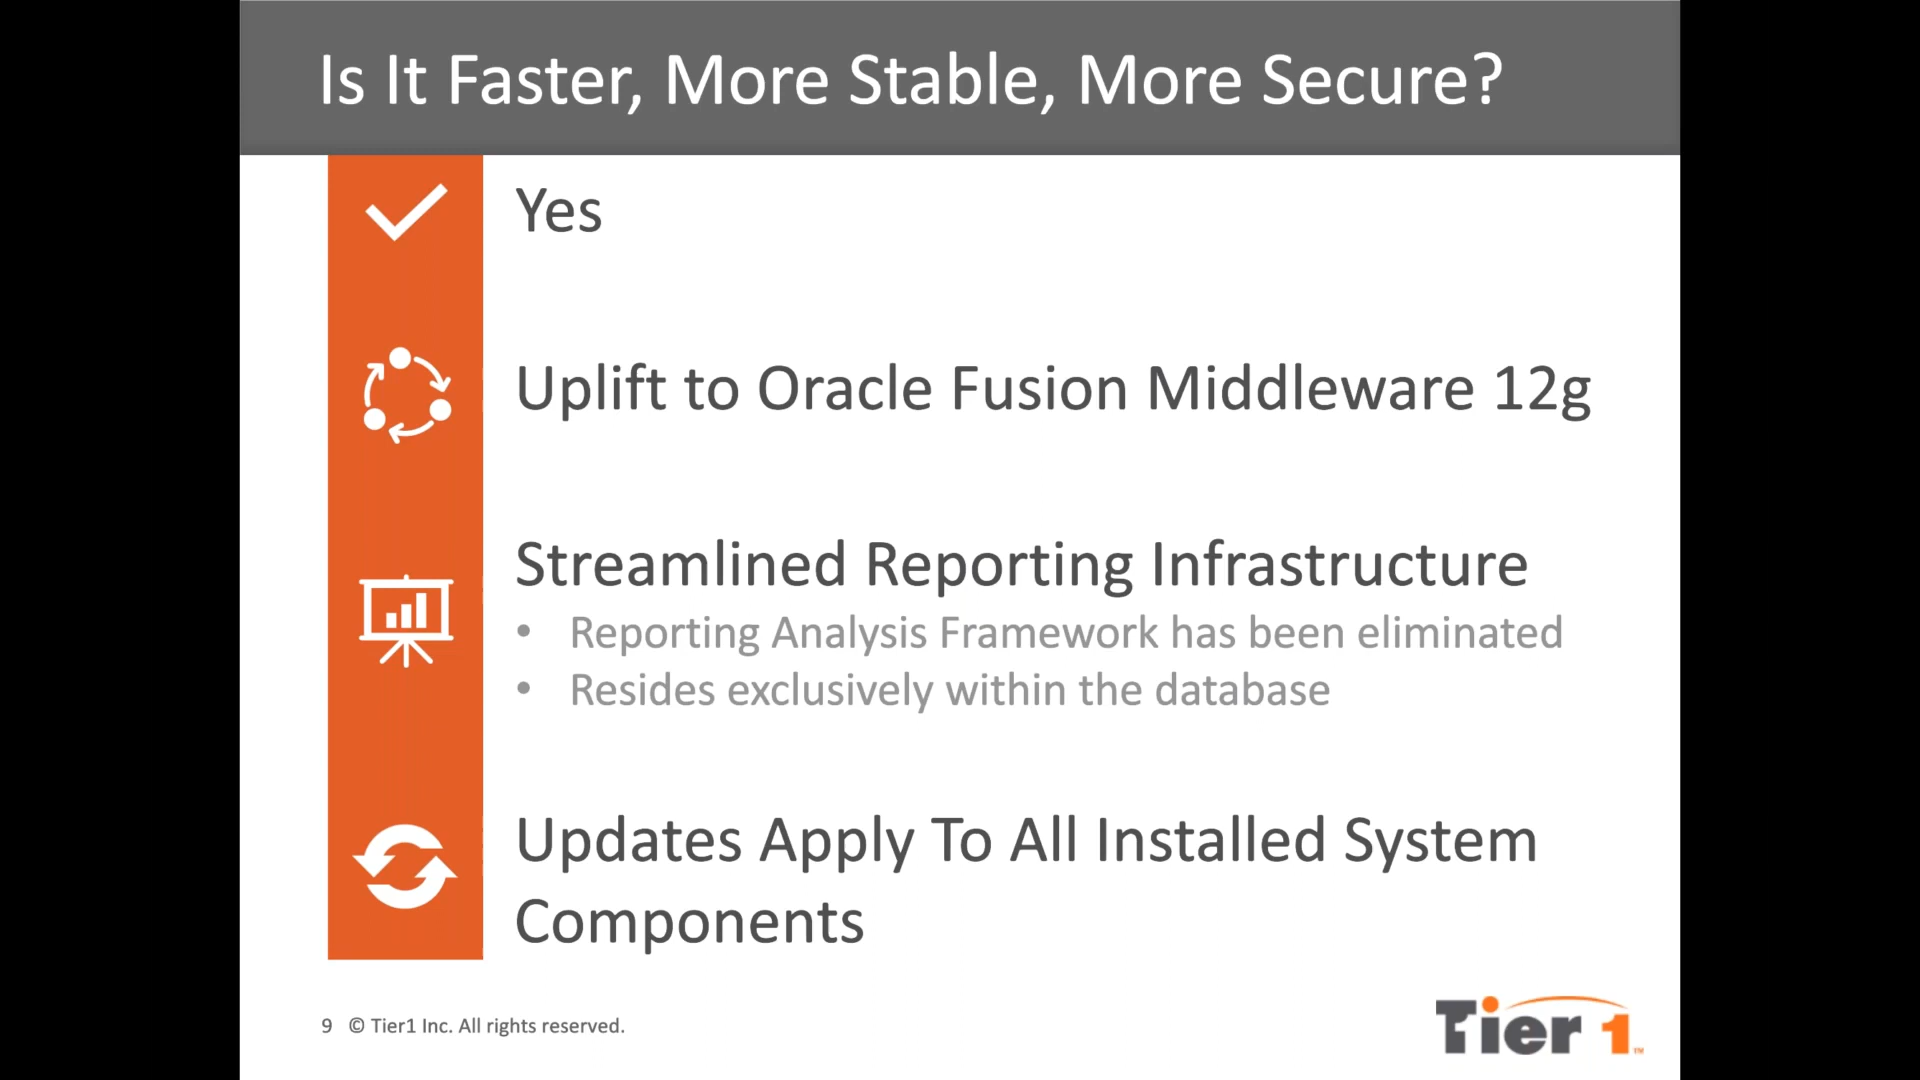 Is It Faster, More Stable, More Secure?
Yes
Uplift to Oracle Fusion Middleware 12g
Streamlined Reporting Infrastructure
• Reporting Analysis Framework has been eliminated
• Resides exclusively within the database
Updates Apply To All Installed System
Components
9 © Tier1 Inc. All rights reserved.
Tier 1™